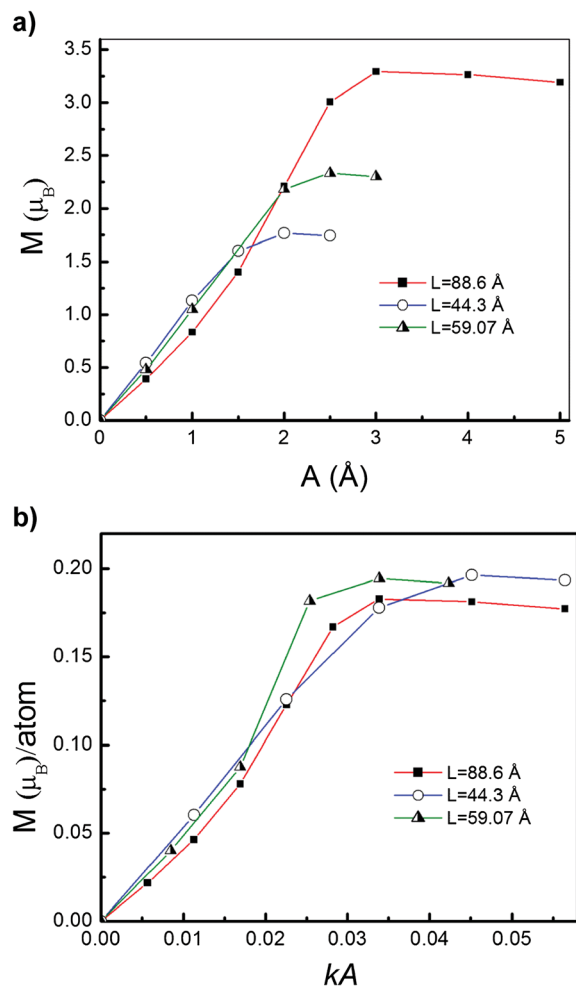 a)
3.5
3.0
2.5
2.0
1.5
1.0
0.5
0.0
M (μB)
L=88.6 Å
L=44.3 Å
L=59.07 Å
0 1 2 3 4 5
A (Å)
b)
0.20
0.15
0.10
0.05
0.00
M (μB)/atom
L=88.6 Å
L=44.3 Å
L=59.07 Å
0.00 0.01 0.02 0.03 0.04 0.05
kA